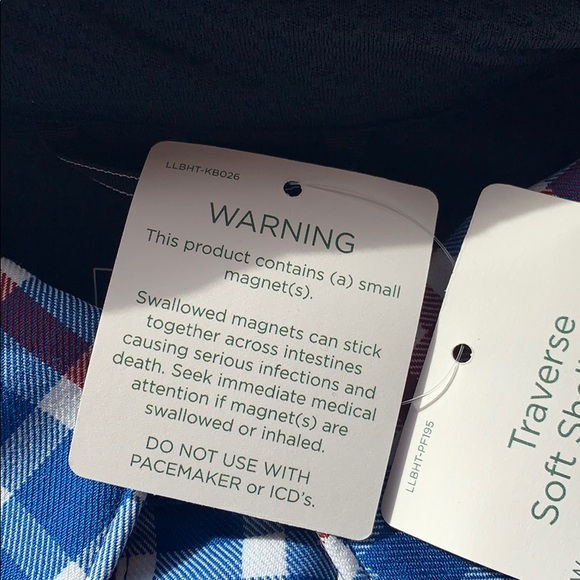 LLBHT-KB026
WARNING
This product contains (a) small
magnet(s).
Swallowed magnets can stick
together across intestines
causing serious infections and
death. Seek immediate medical
attention if magnet(s) are
swallowed or inhaled.
DO NOT USE WITH
PACEMAKER or ICD's.
LLBHT-PF195
Traverse
Soft